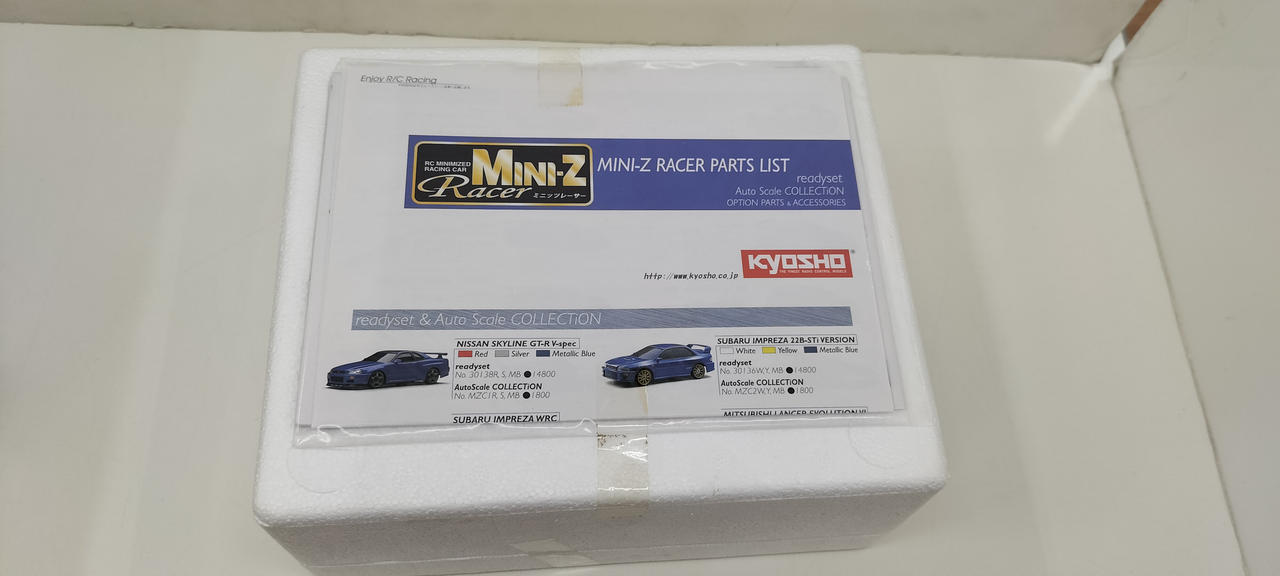 Enjoy R/C Racing
RC MINIMIZED
RACING CAR
MINI-Z
Racer
ミニッツレーサー
MINI-Z RACER PARTS LIST
readyset
Auto Scale COLLECTiON
OPTION PARTS & ACCESSORIES
http://www.kyosho.co.jp
KYOSHO
THE FINEST RADIO CONTROL MODELS
readyset & Auto Scale COLLECTiON
NISSAN SKYLINE GT-R V-spec
Red Silver Metallic Blue
readyset
No. 30138R, S, MB ●14800
AutoScale COLLECTiON
No. MZC1R, S, MB ●1800
SUBARU IMPREZA WRC
SUBARU IMPREZA 22B-STi VERSION
White Yellow Metallic Blue
readyset
No. 30136W,Y, MB ●14800
AutoScale COLLECTiON
No. MZC2W,Y, MB ●1800
MITSUBISHI LANCER EVOLUTION VI